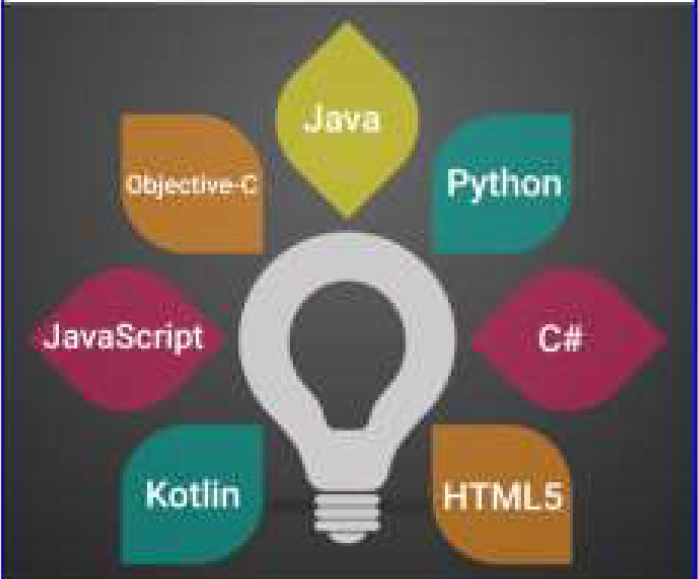 Java
Objective-C
Python
JavaScript
C#
Kotlin
HTML5